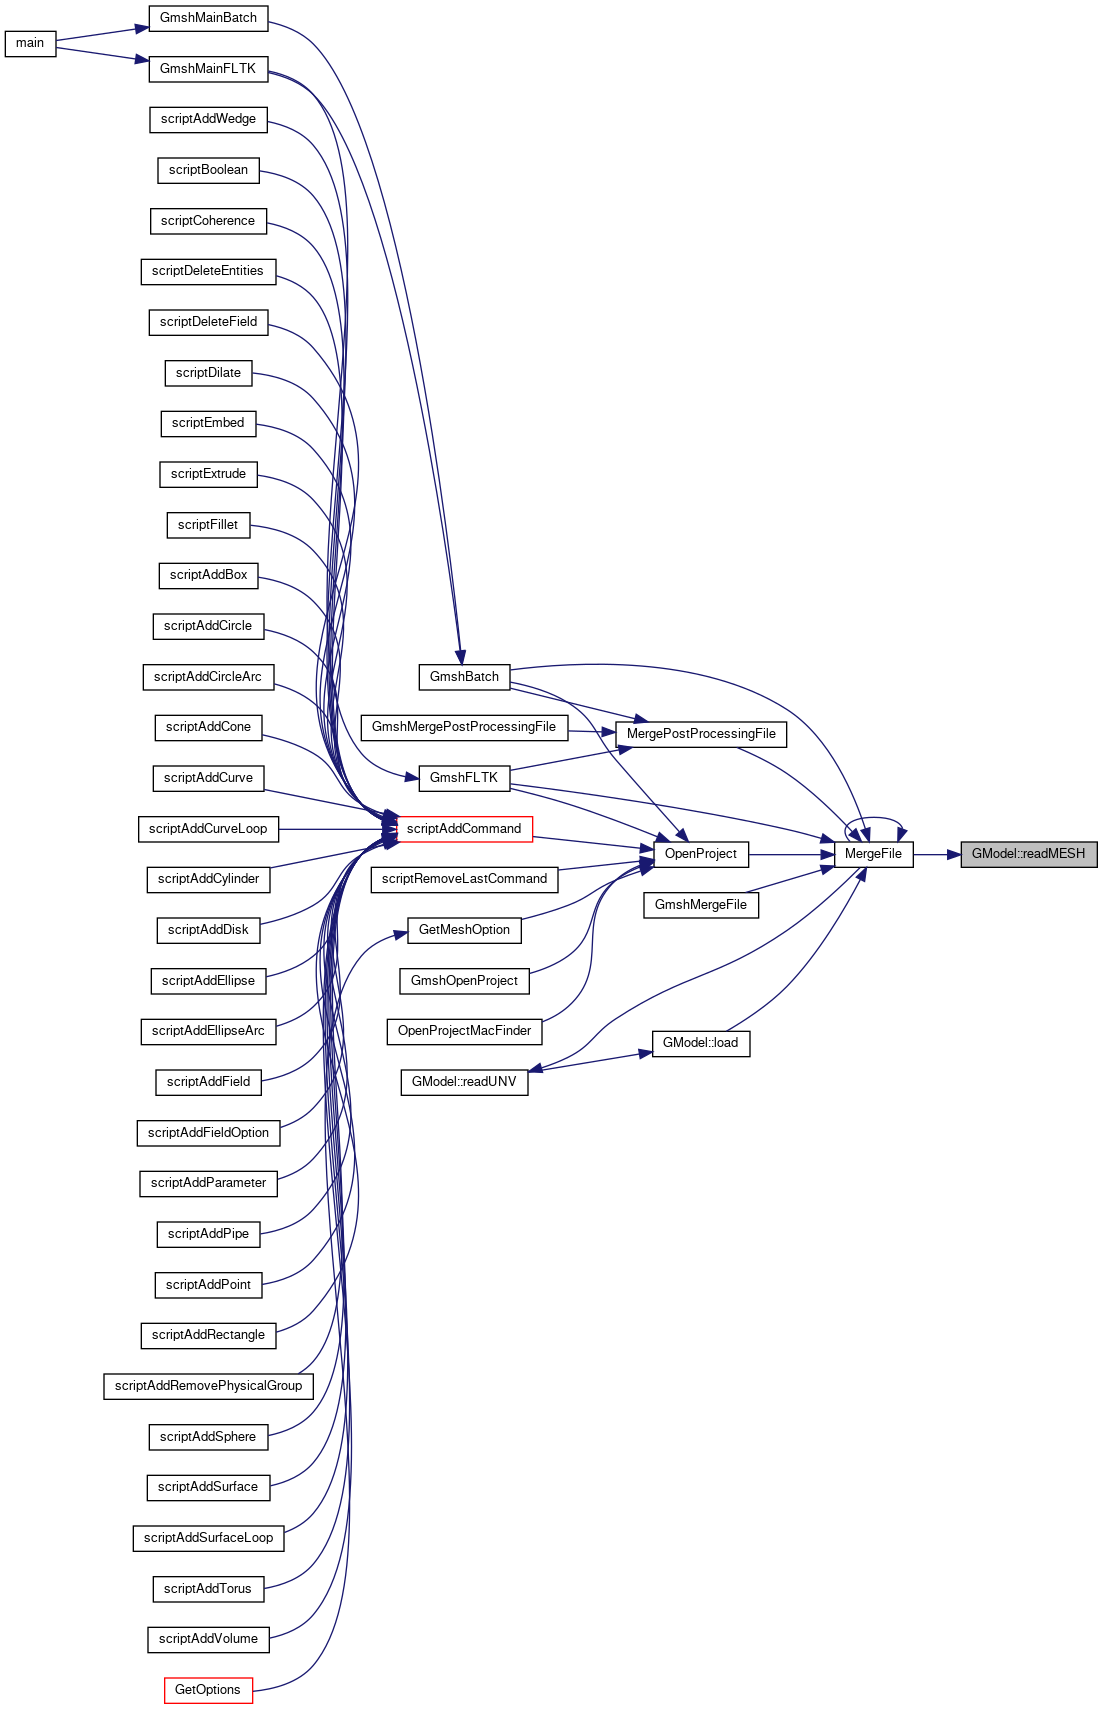 main
GmshMainBatch
GmshMainFLTK
scriptAddWedge
scriptBoolean
scriptCoherence
scriptDeleteEntities
scriptDeleteField
scriptDilate
scriptEmbed
scriptExtrude
scriptFillet
scriptAddBox
scriptAddCircle
scriptAddCircleArc
scriptAddCone
scriptAddCurve
scriptAddCurveLoop
scriptAddCylinder
scriptAddDisk
scriptAddEllipse
scriptAddEllipseArc
scriptAddField
scriptAddFieldOption
scriptAddParameter
scriptAddPipe
scriptAddPoint
scriptAddRectangle
scriptAddRemovePhysicalGroup
scriptAddSphere
scriptAddSurface
scriptAddSurfaceLoop
scriptAddTorus
scriptAddVolume
GetOptions
GmshBatch
GmshMergePostProcessingFile
GmshFLTK
scriptAddCommand
scriptRemoveLastCommand
GetMeshOption
GmshOpenProject
OpenProjectMacFinder
GModel::readUNV
MergePostProcessingFile
OpenProject
GmshMergeFile
GModel::load
MergeFile
GModel::readMESH